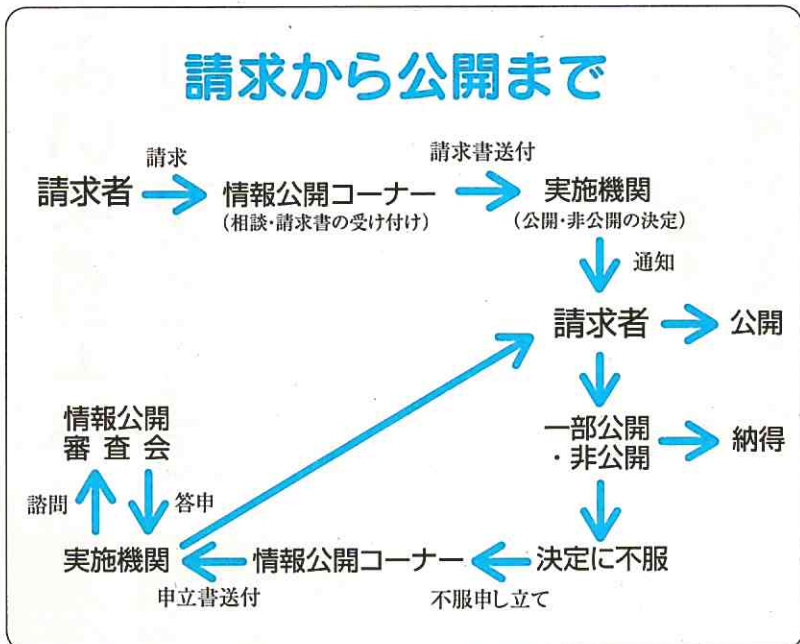 請求から公開まで
請求
請求書送付
請求者
情報公開コーナー
実施機関
(相談・請求書の受け付け)
(公開・非公開の決定)
通知
請求者
公開
一部公開
・非公開
納得
情報公開
審査会
諮問
答申
実施機関
情報公開コーナー
決定に不服
申立書送付
不服申し立て